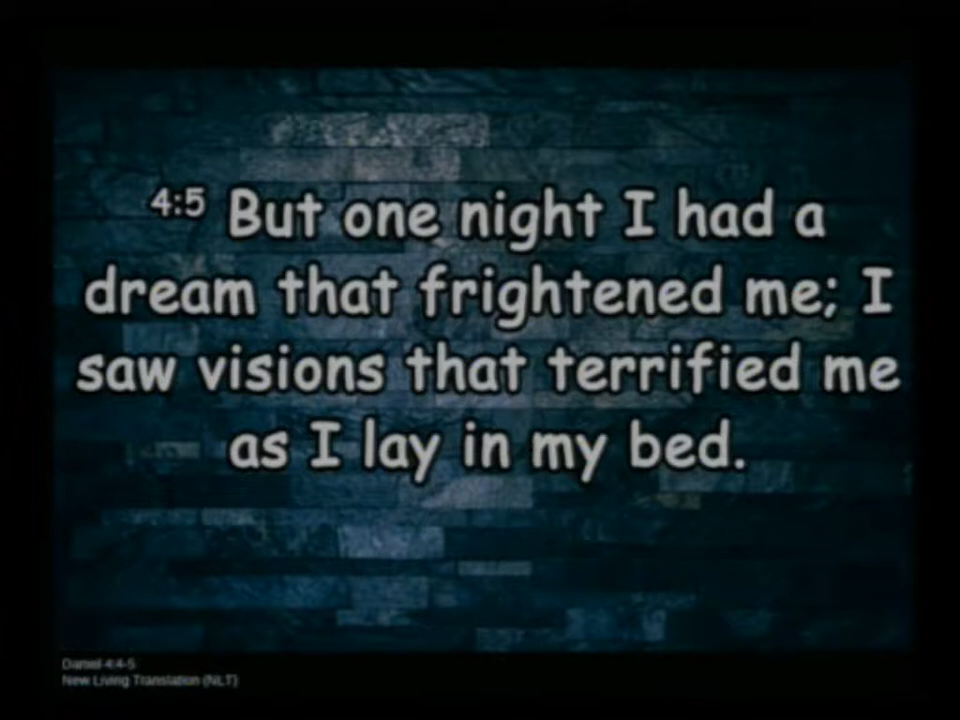 4:5 But one night I had a
dream that frightened me; I
saw visions that terrified me
as I lay in my bed.
Daniel 4:4-5
New Living Translation (NLT)